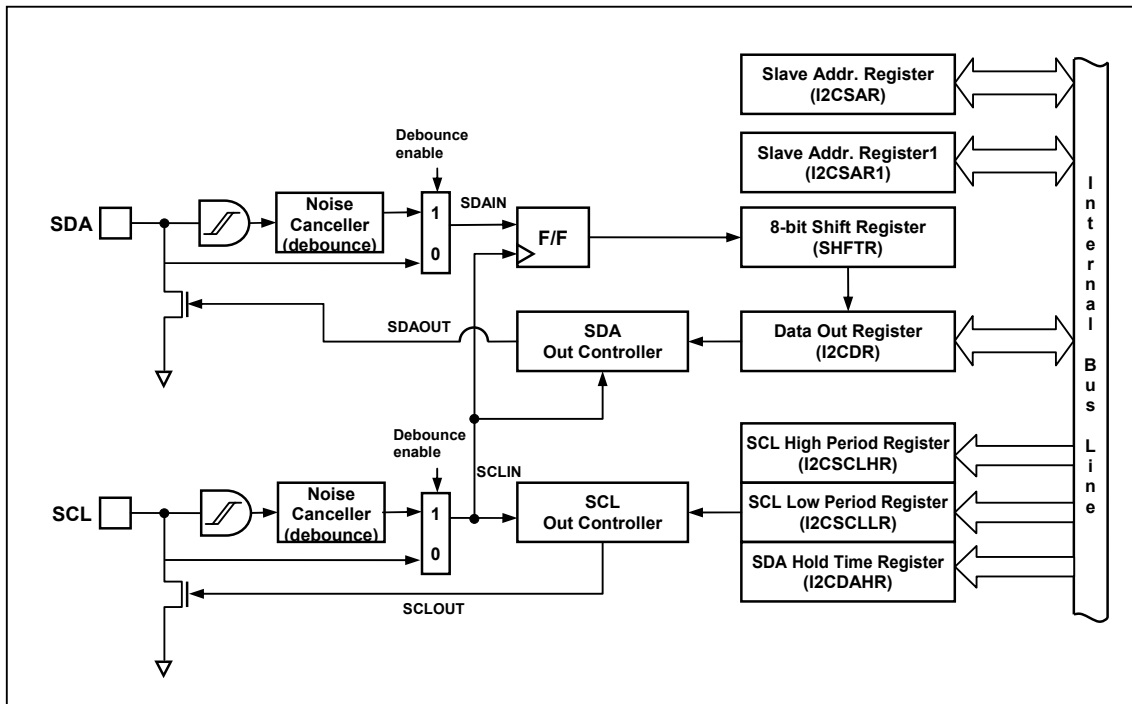 Slave Addr. Register
(I2CSAR)
Slave Addr. Register1
(I2CSAR1)
Debounce
enable
SDA
Noise
Canceller
(debounce)
1
0
SDAIN
F/F
8-bit Shift Register
(SHFTR)
SDAOUT
SDA
Out Controller
Data Out Register
(I2CDR)
Internal Bus Line
Debounce
enable
SCLIN
SCL
Noise
Canceller
(debounce)
1
0
SCL
Out Controller
SCL High Period Register
(I2CSCLHR)
SCL Low Period Register
(I2CSCLLR)
SDA Hold Time Register
(I2CDAHR)
SCLOUT